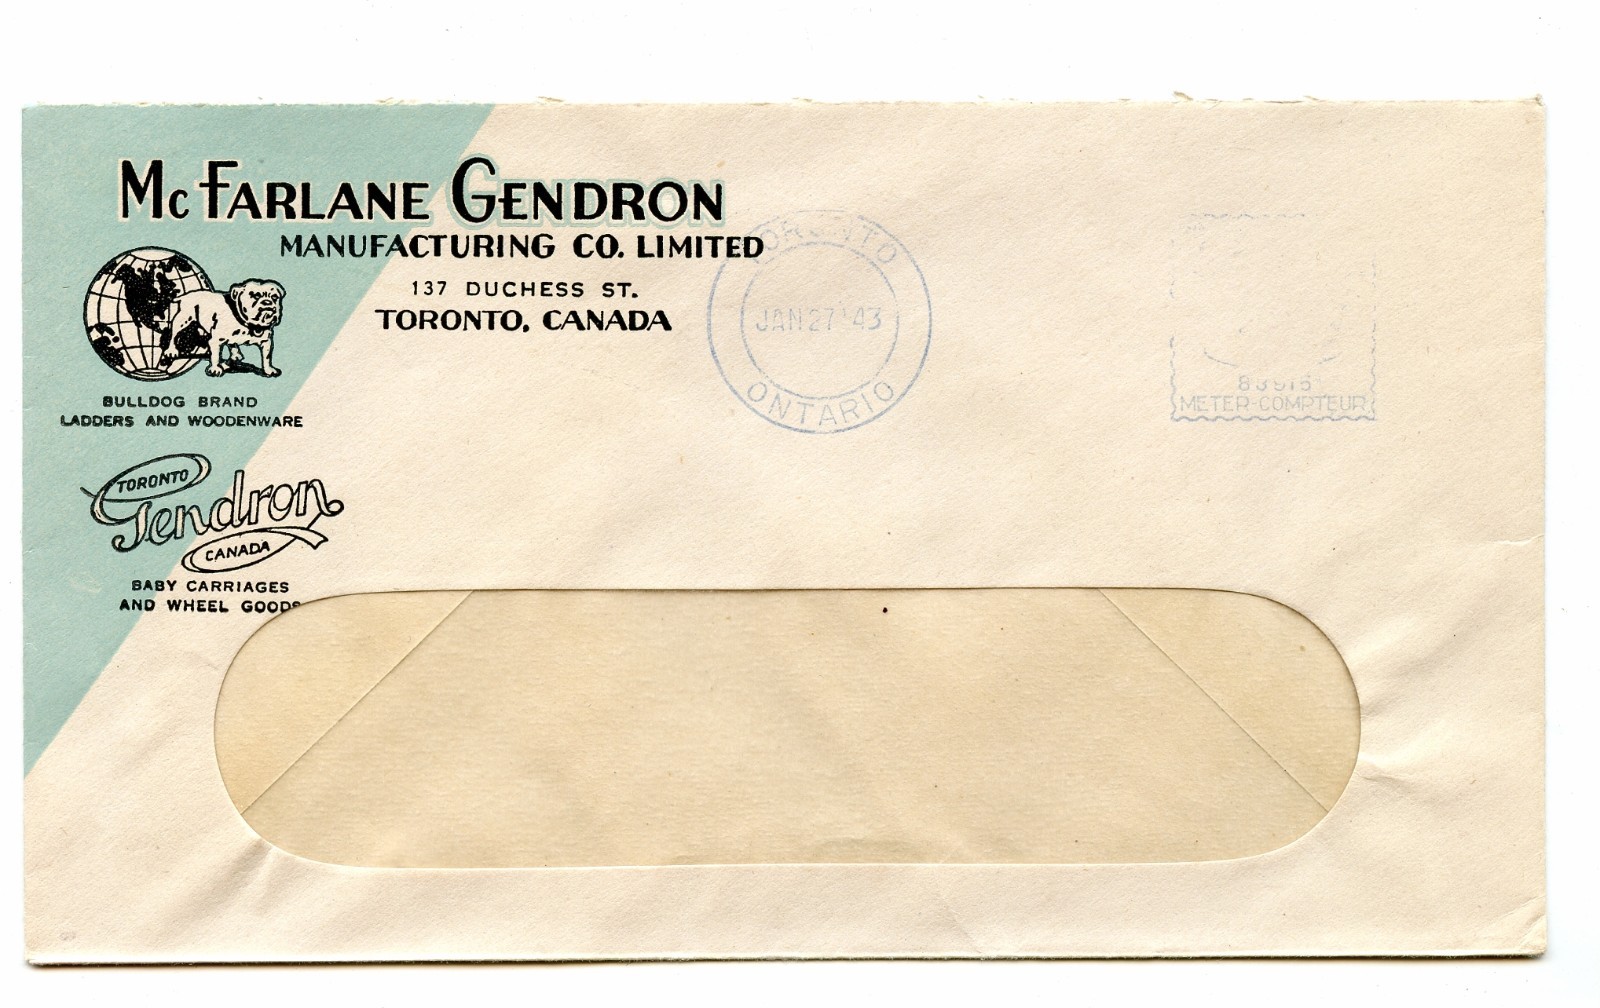 McFARLANE GENDRON
MANUFACTURING CO. LIMITED
137 DUCHESS ST.
TORONTO, CANADA
BULLDOG BRAND
LADDERS AND WOODENWARE
TORONTO
Gendron
CANADA
BABY CARRIAGES
AND WHEEL GOODS
TORONTO
JAN 27 '43
ONTARIO
METER-COMPTEUR